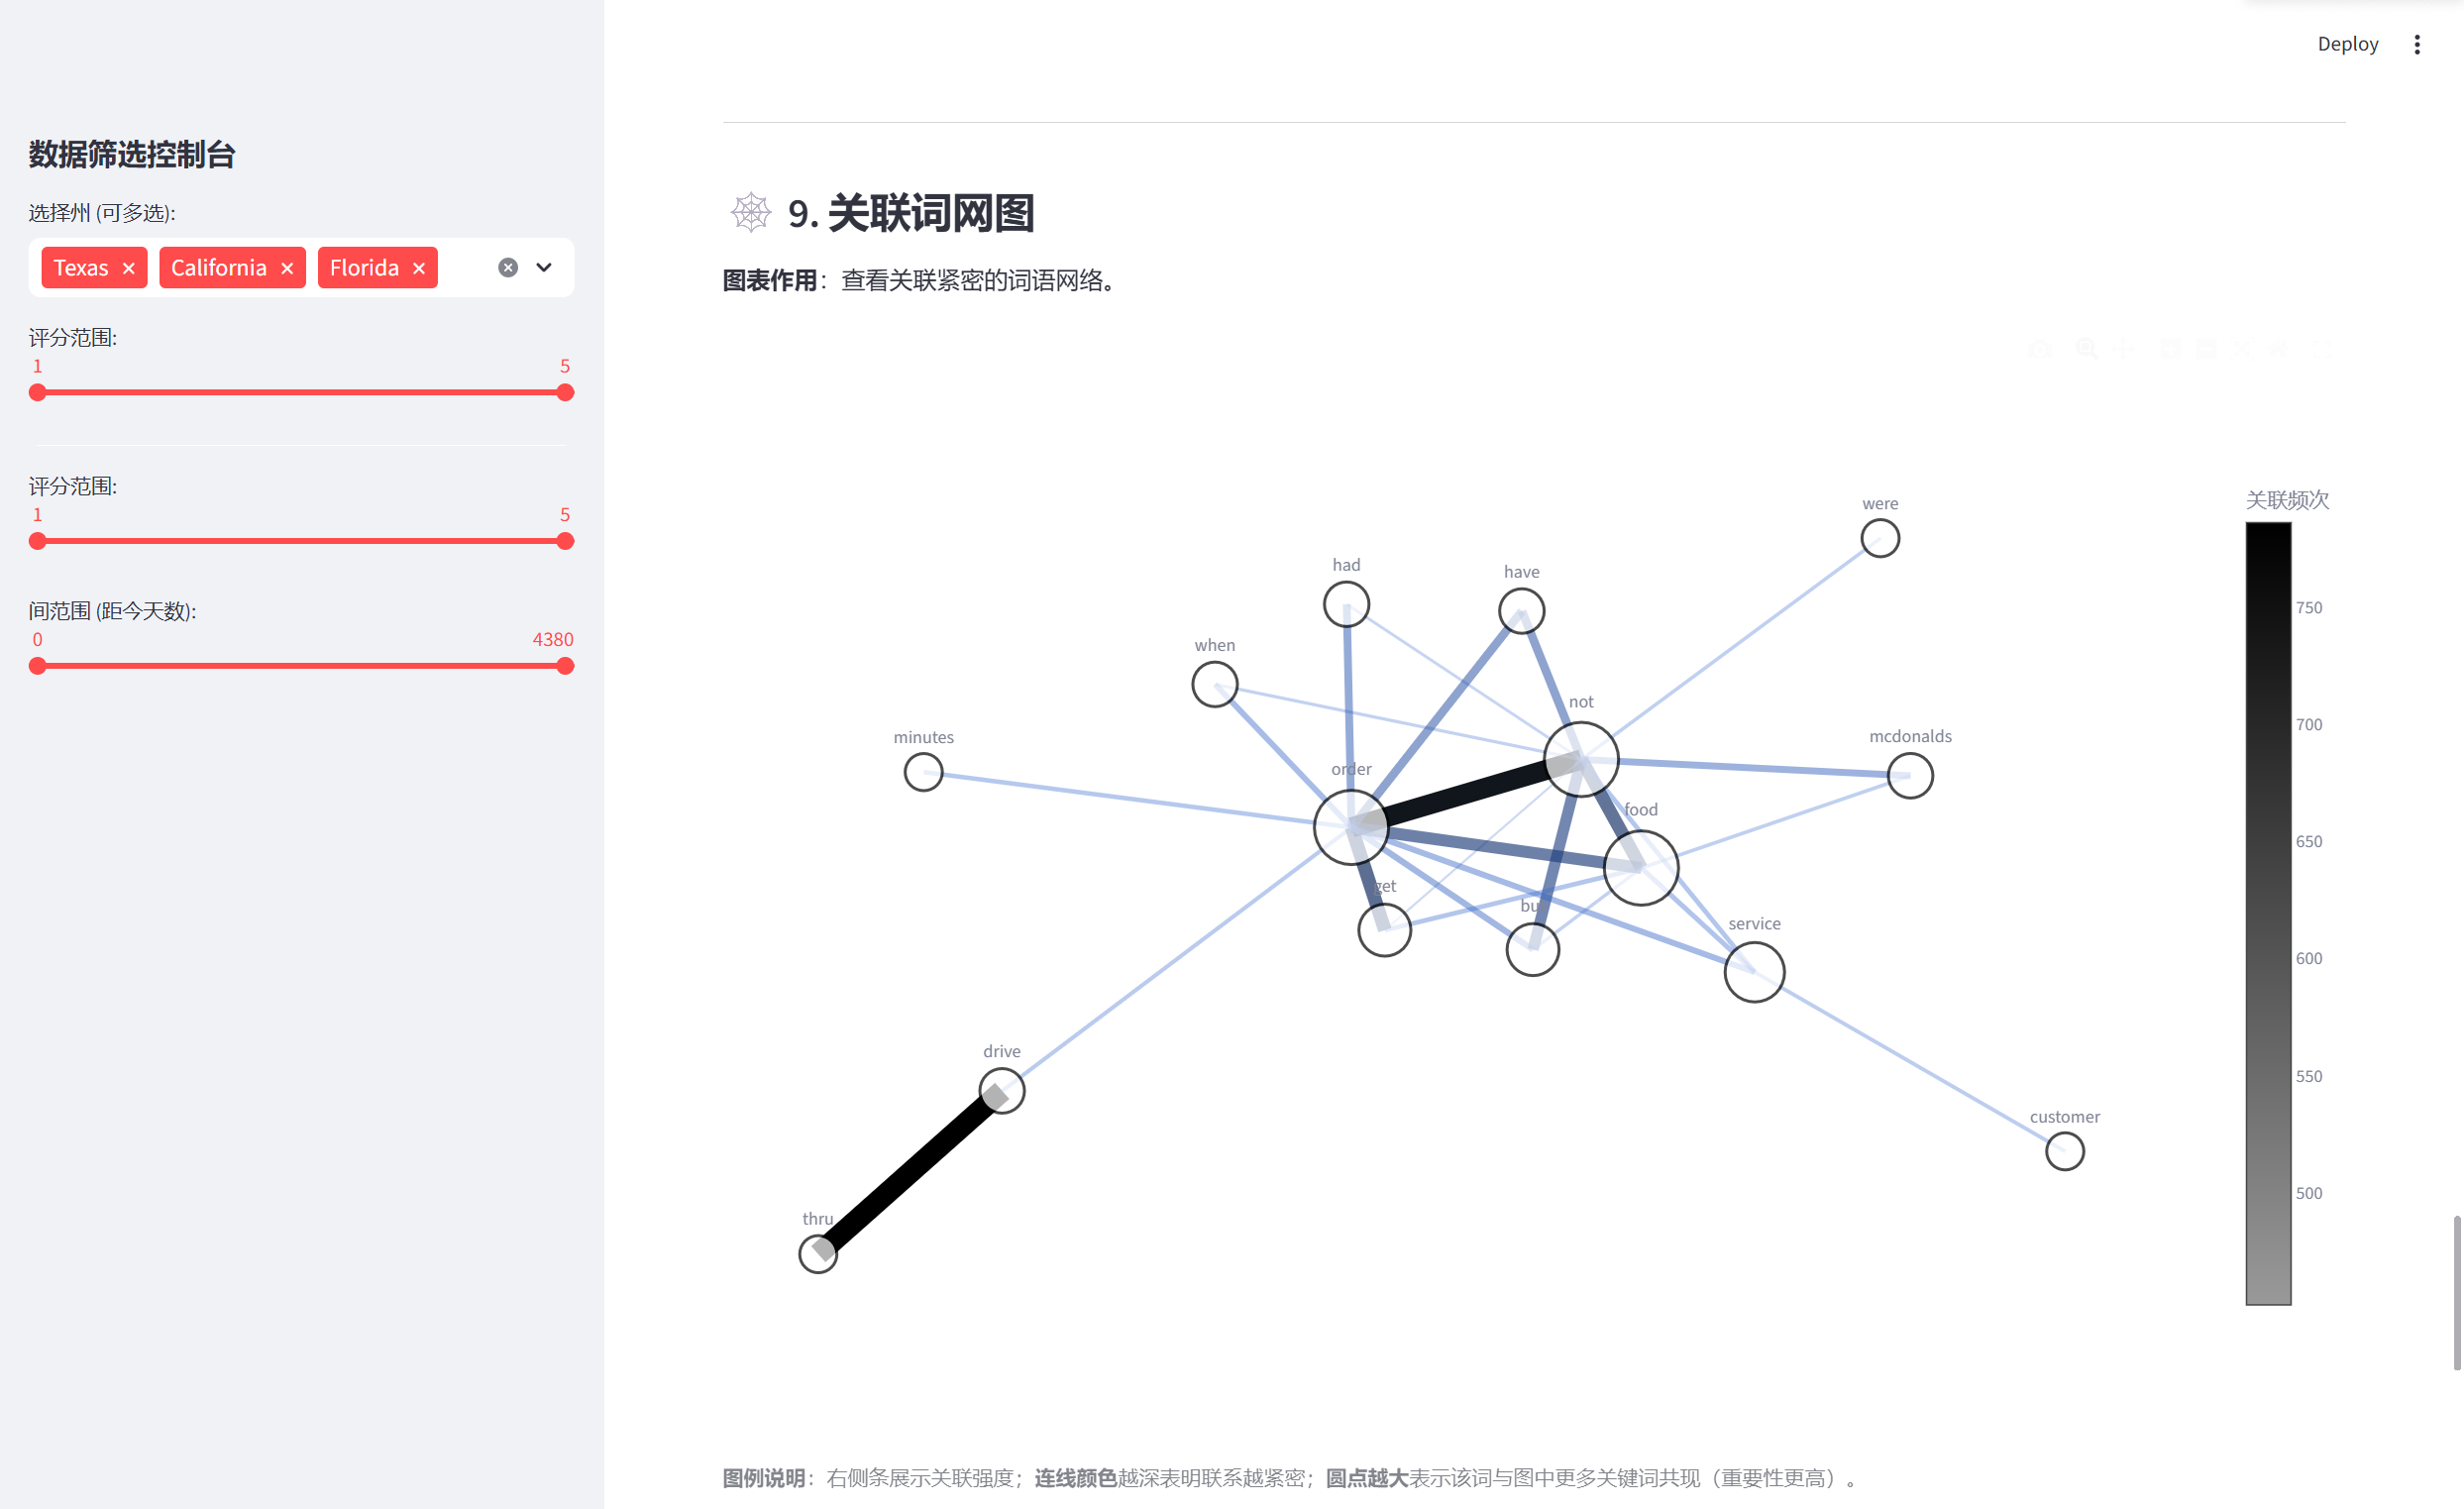 Deploy
数据筛选控制台
选择州 (可多选):
Texas
California
Florida
评分范围:
1 5
评分范围:
1 5
间范围 (距今天数):
0 4380
9. 关联词网图
图表作用：查看关联紧密的词语网络。
关联频次
were
had
have
when
not
minutes
mcdonalds
order
food
get
bu
service
drive
customer
thru
750
700
650
600
550
500
图例说明：右侧条展示关联强度；连线颜色越深表明联系越紧密；圆点越大表示该词与图中更多关键词共现（重要性更高）。